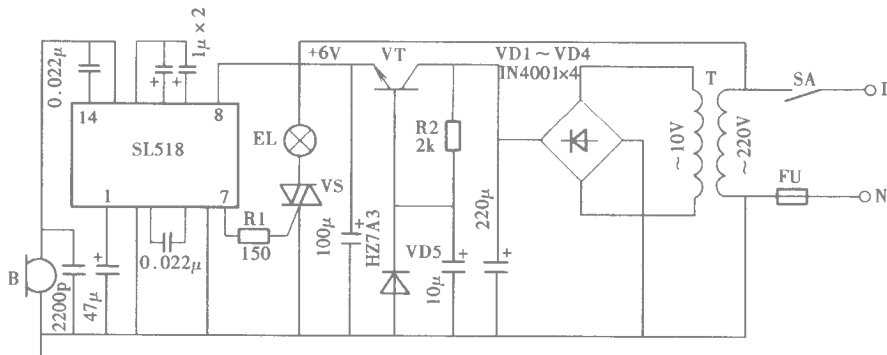 0.022μ
1μ×2
+
+
+6V
VT
VD1～VD4
IN4001×4
T
SA
L
14
8
SL518
EL
R2
2k
~10V
~220V
1
7
VS
R1
150
FU
N
100μ
+
HZ7A3
VD5
+
10μ
220μ
+
B
2200p
+
47μ
0.022μ